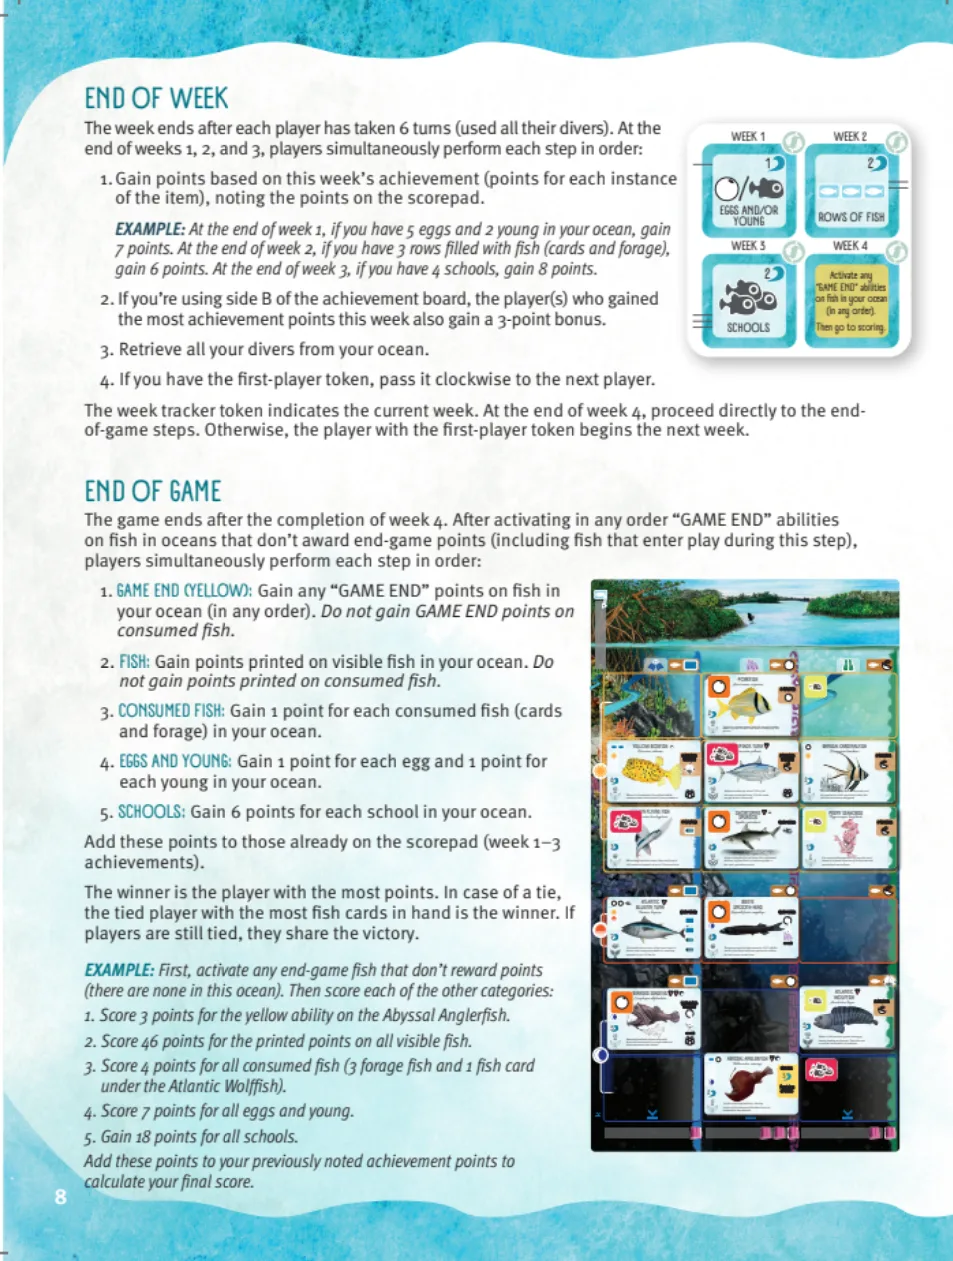 END OF WEEK
The week ends after each player has taken 6 turns (used all their divers). At the
end of weeks 1, 2, and 3, players simultaneously perform each step in order:
1. Gain points based on this week's achievement (points for each instance
of the item), noting the points on the scorepad.
EXAMPLE: At the end of week 1, if you have 5 eggs and 2 young in your ocean, gain
7 points. At the end of week 2, if you have 3 rows filled with fish (cards and forage),
gain 6 points. At the end of week 3, if you have 4 schools, gain 8 points.
2. If you're using side B of the achievement board, the player(s) who gained
the most achievement points this week also gain a 3-point bonus.
3. Retrieve all your divers from your ocean.
4. If you have the first-player token, pass it clockwise to the next player.
WEEK 1
1
EGGS AND/OR
YOUNG
WEEK 2
2
ROWS OF FISH
WEEK 3
2
SCHOOLS
WEEK 4
Activate any
"GAME END" abilities
on fish in your ocean
(in any order).
Then go to scoring.
The week tracker token indicates the current week. At the end of week 4, proceed directly to the end-
of-game steps. Otherwise, the player with the first-player token begins the next week.
END OF GAME
The game ends after the completion of week 4. After activating in any order "GAME END" abilities
on fish in oceans that don't award end-game points (including fish that enter play during this step),
players simultaneously perform each step in order:
1. GAME END (YELLOW): Gain any "GAME END" points on fish in
your ocean (in any order). Do not gain GAME END points on
consumed fish.
2. FISH: Gain points printed on visible fish in your ocean. Do
not gain points printed on consumed fish.
3. CONSUMED FISH: Gain 1 point for each consumed fish (cards
and forage) in your ocean.
4. EGGS AND YOUNG: Gain 1 point for each egg and 1 point for
each young in your ocean.
5. SCHOOLS: Gain 6 points for each school in your ocean.
Add these points to those already on the scorepad (week 1–3
achievements).
The winner is the player with the most points. In case of a tie,
the tied player with the most fish cards in hand is the winner. If
players are still tied, they share the victory.
EXAMPLE: First, activate any end-game fish that don't reward points
(there are none in this ocean). Then score each of the other categories:
1. Score 3 points for the yellow ability on the Abyssal Anglerfish.
2. Score 46 points for the printed points on all visible fish.
3. Score 4 points for all consumed fish (3 forage fish and 1 fish card
under the Atlantic Wolffish).
4. Score 7 points for all eggs and young.
5. Gain 18 points for all schools.
Add these points to your previously noted achievement points to
calculate your final score.
8